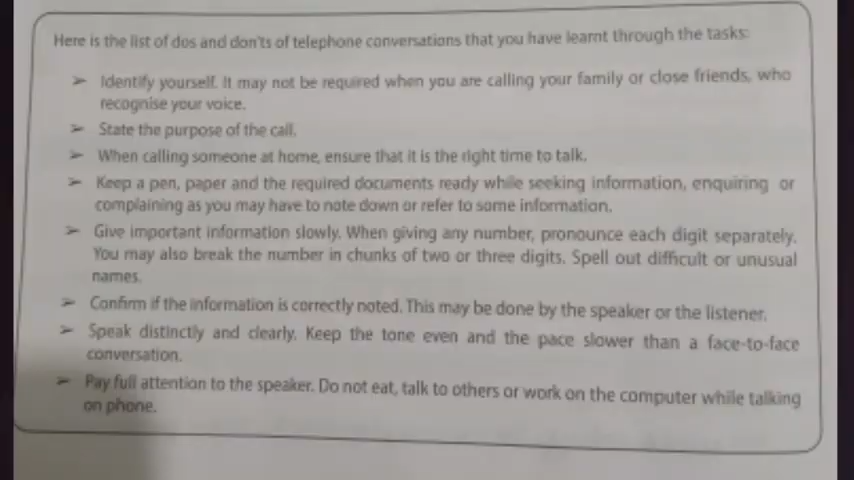 Here is the list of dos and don'ts of telephone conversations that you have learnt through the tasks:
➢ Identify yourself. It may not be required when you are calling your family or close friends, who
recognise your voice.
➢ State the purpose of the call.
➢ When calling someone at home, ensure that it is the right time to talk.
➢ Keep a pen, paper and the required documents ready while seeking information, enquiring or
complaining as you may have to note down or refer to some information.
➢ Give important information slowly. When giving any number, pronounce each digit separately.
You may also break the number in chunks of two or three digits. Spell out difficult or unusual
names.
➢ Confirm if the information is correctly noted. This may be done by the speaker or the listener.
➢ Speak distinctly and clearly. Keep the tone even and the pace slower than a face-to-face
conversation.
➢ Pay full attention to the speaker. Do not eat, talk to others or work on the computer while talking
on phone.